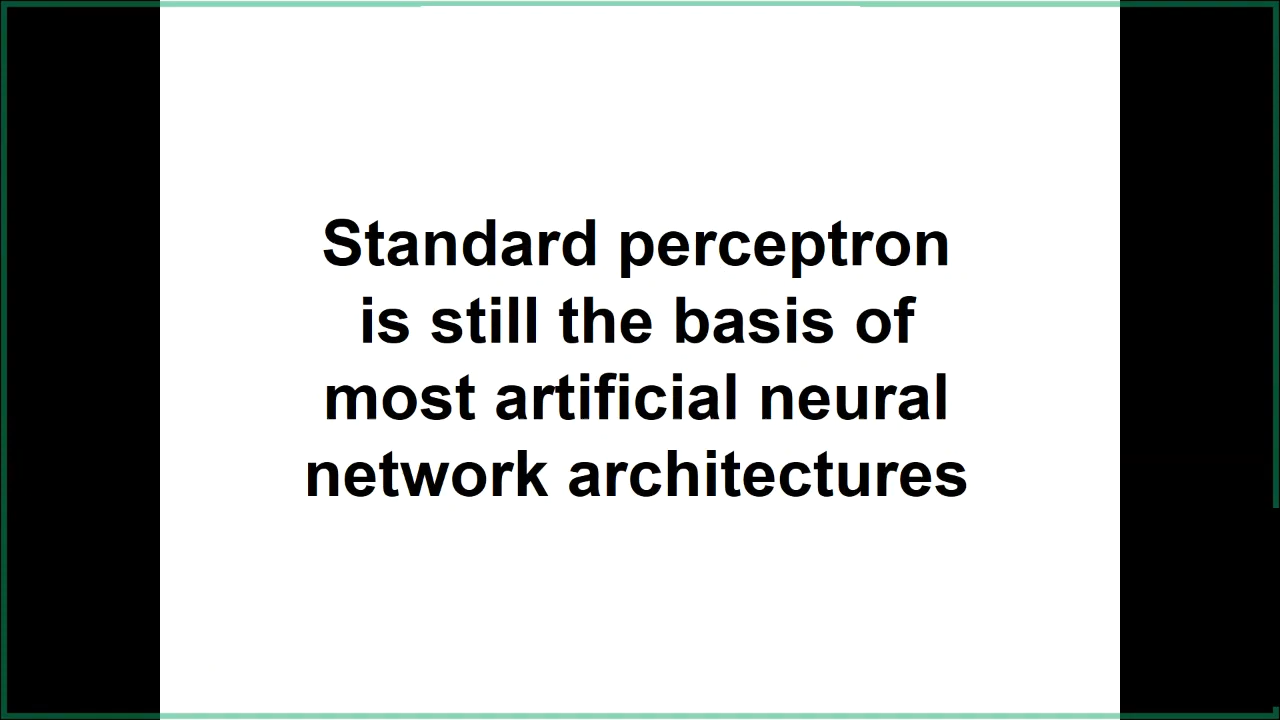 Standard perceptron
is still the basis of
most artificial neural
network architectures